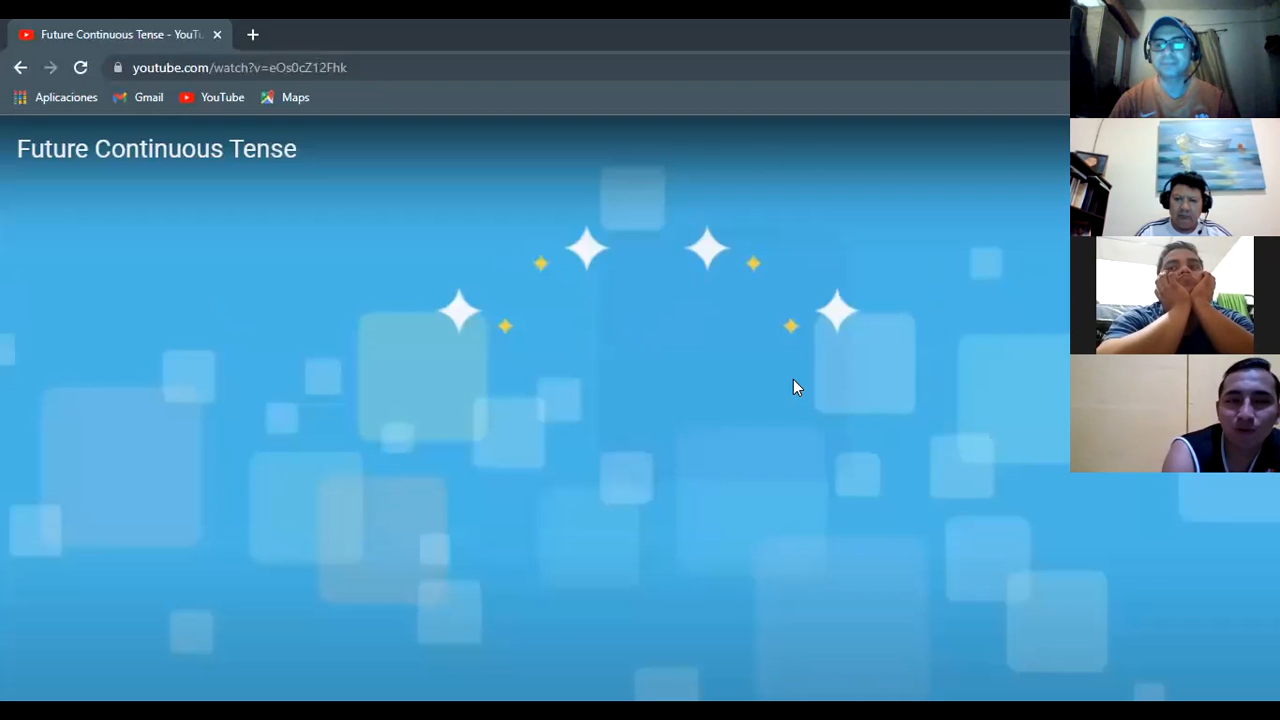 Future Continuous Tense - YouTu
youtube.com/watch?v=eOs0cZ12Fhk
Aplicaciones Gmail YouTube Maps
Future Continuous Tense